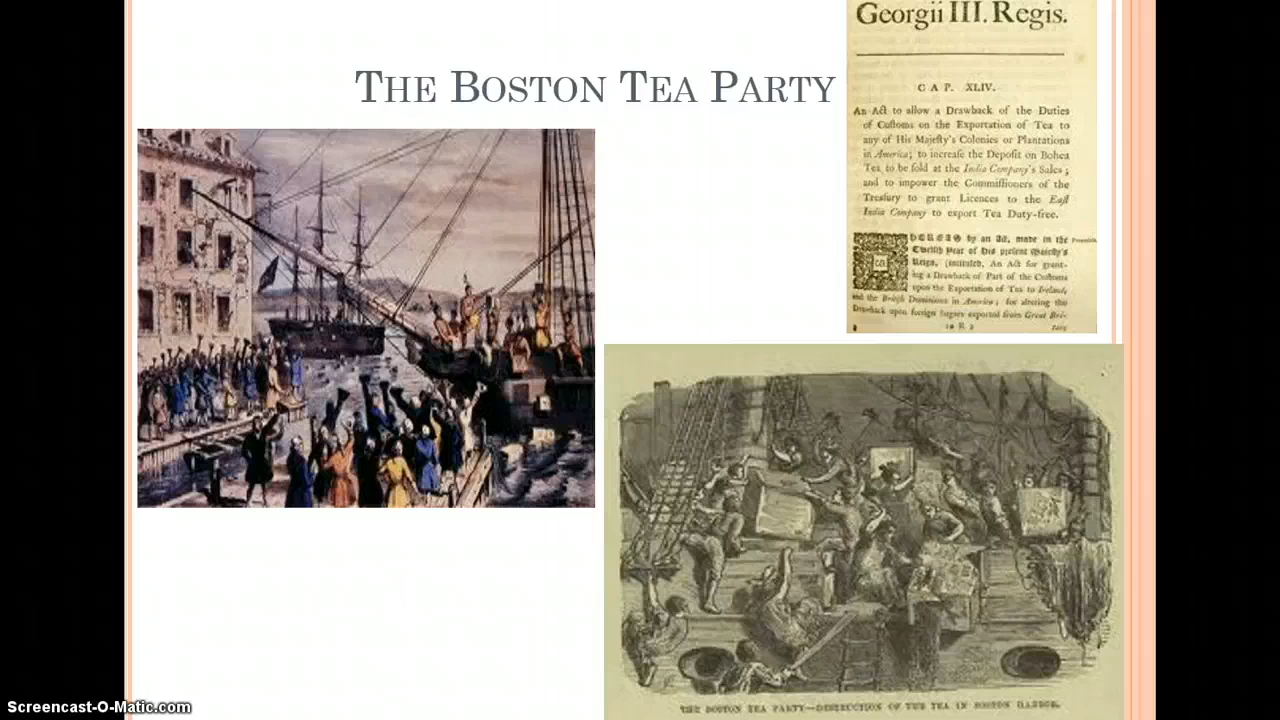 THE BOSTON TEA PARTY
Georgii III. Regis.
CAP. XLIV.
An Act to allow a Drawback of the Duties
of Customs on the Exportation of Tea to
any of His Majesty's Colonies or Plantations
in America; to increase the Deposit on Bohea
Tea to be sold at the India Company's Sales;
and to impower the Commissioners of the
Treasury to grant Licences to the East
India Company to export Tea Duty-free.
HEREAS by an Act, made in the
Twelfth Year of His present Majesty's
Reign, (intituled, An Act for grant-
ing a Drawback of Part of the Customs
upon the Exportation of Tea to Ireland,
and the British Dominions in America; for altering the
Drawback upon foreign Sugars exported from Great Bri-
THE BOSTON TEA PARTY—DESTRUCTION OF THE TEA IN BOSTON HARBOR.
Screencast-O-Matic.com